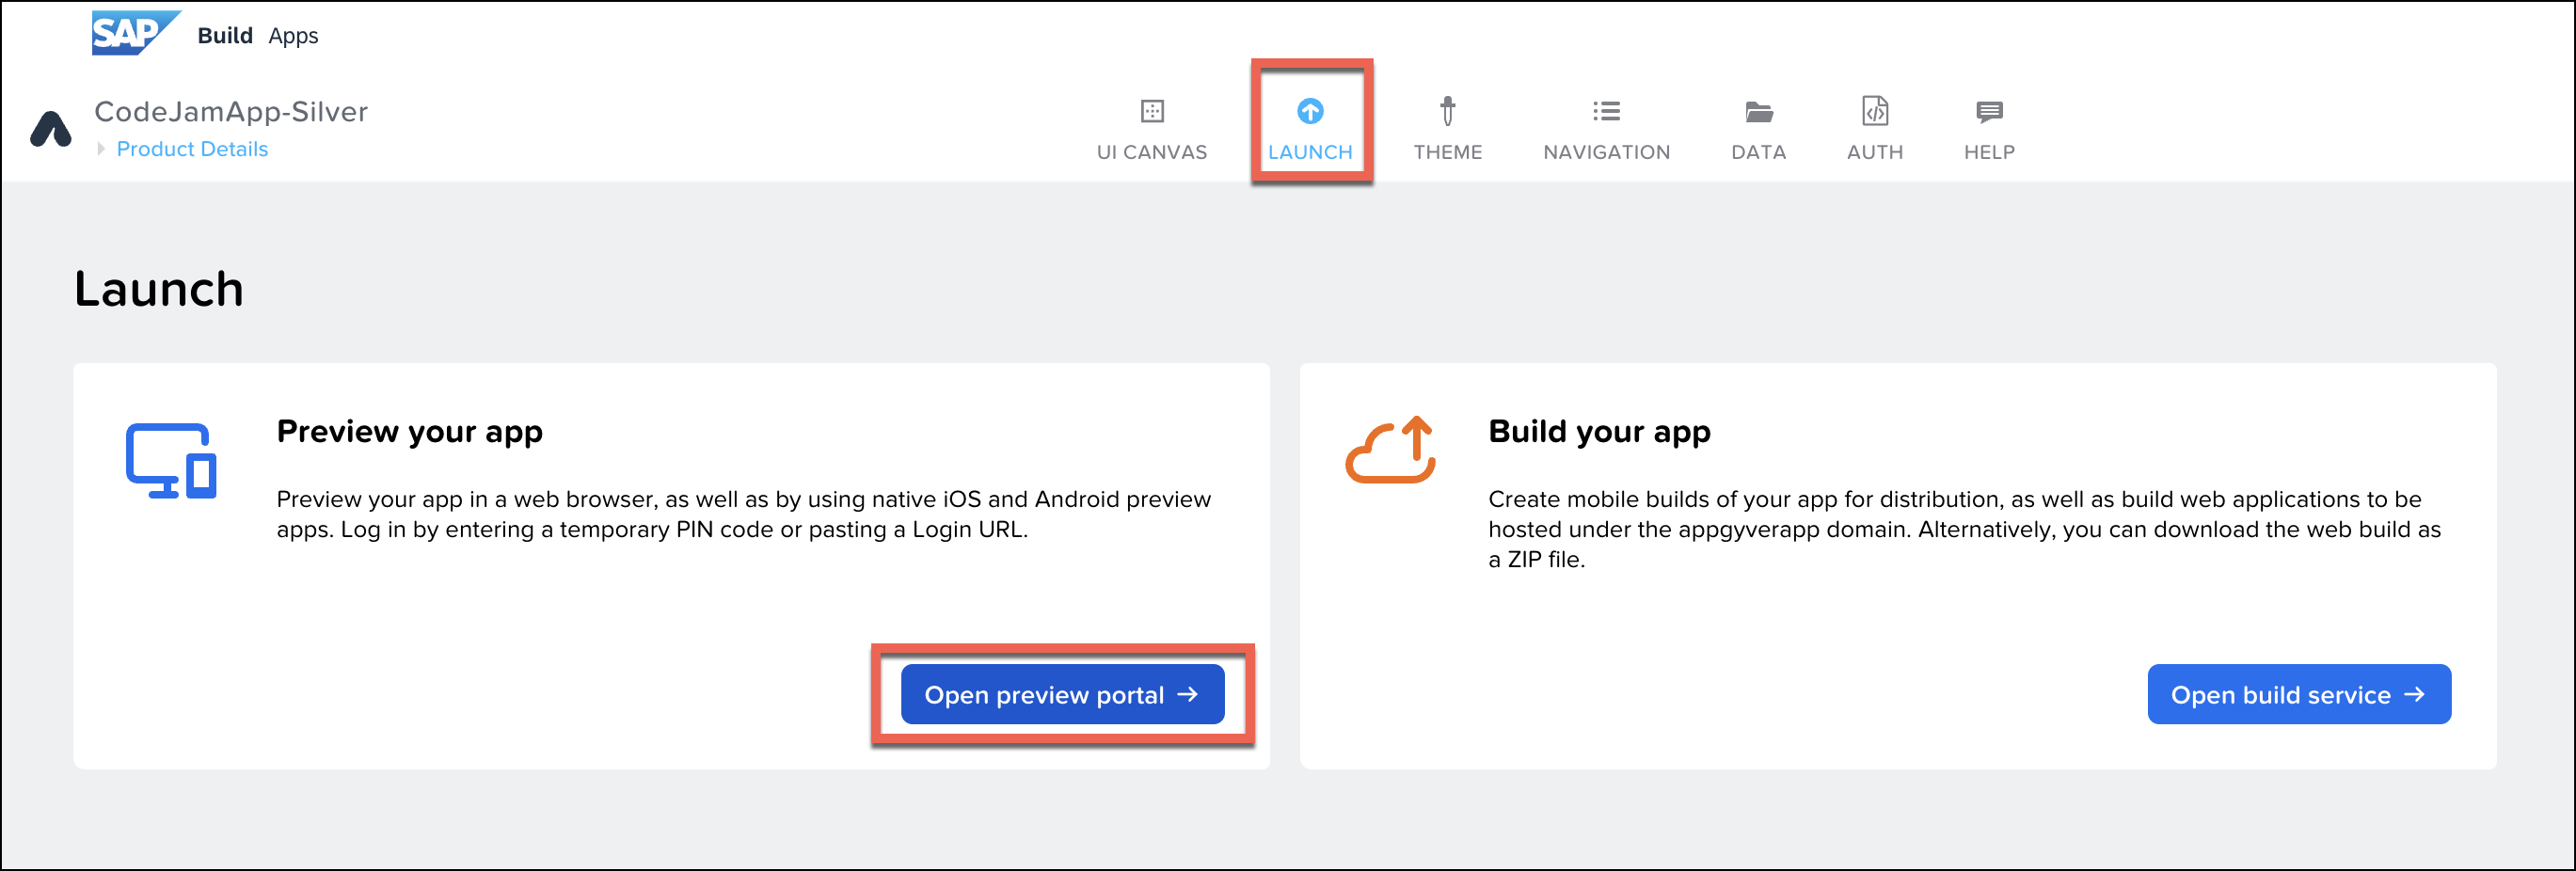 SAP Build Apps
CodeJamApp-Silver
Product Details
UI CANVAS
LAUNCH
THEME
NAVIGATION
DATA
AUTH
HELP
Launch
Preview your app
Preview your app in a web browser, as well as by using native iOS and Android preview
apps. Log in by entering a temporary PIN code or pasting a Login URL.
Open preview portal →
Build your app
Create mobile builds of your app for distribution, as well as build web applications to be
hosted under the appgyverapp domain. Alternatively, you can download the web build as
a ZIP file.
Open build service →